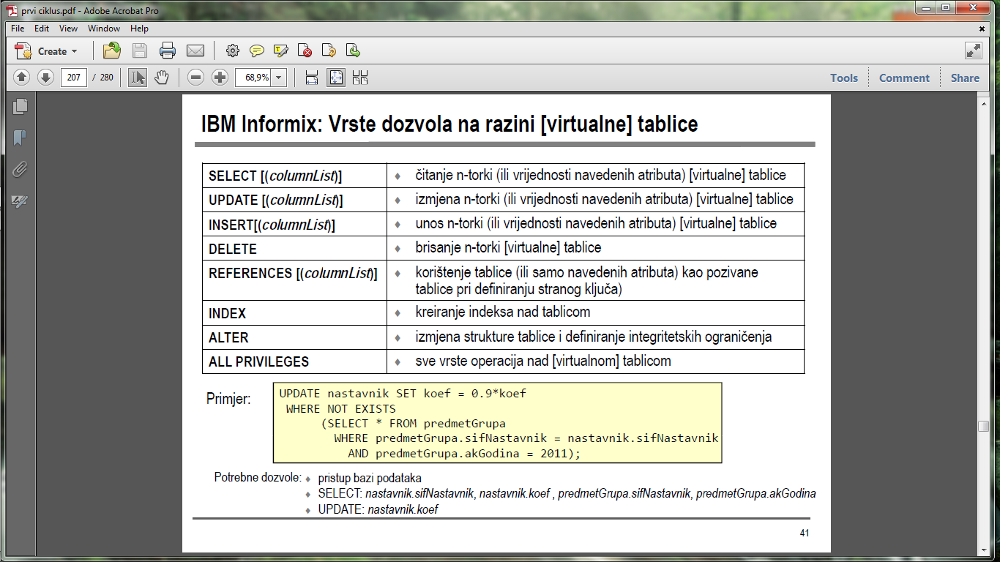 prvi ciklus.pdf - Adobe Acrobat Pro
File Edit View Window Help
Create
207 / 280 68,9% Tools Comment Share
IBM Informix: Vrste dozvola na razini [virtualne] tablice
SELECT [(columnList)] ♦ čitanje n-torki (ili vrijednosti navedenih atributa) [virtualne] tablice
UPDATE [(columnList)] ♦ izmjena n-torki (ili vrijednosti navedenih atributa) [virtualne] tablice
INSERT[(columnList)] ♦ unos n-torki (ili vrijednosti navedenih atributa) [virtualne] tablice
DELETE ♦ brisanje n-torki [virtualne] tablice
REFERENCES [(columnList)] ♦ korištenje tablice (ili samo navedenih atributa) kao pozivane
tablice pri definiranju stranog ključa)
INDEX ♦ kreiranje indeksa nad tablicom
ALTER ♦ izmjena strukture tablice i definiranje integritetskih ograničenja
ALL PRIVILEGES ♦ sve vrste operacija nad [virtualnom] tablicom
Primjer:
UPDATE nastavnik SET koef = 0.9*koef
WHERE NOT EXISTS
(SELECT * FROM predmetGrupa
WHERE predmetGrupa.sifNastavnik = nastavnik.sifNastavnik
AND predmetGrupa.akGodina = 2011);
Potrebne dozvole: ♦ pristup bazi podataka
♦ SELECT: nastavnik.sifNastavnik, nastavnik.koef , predmetGrupa.sifNastavnik, predmetGrupa.akGodina
♦ UPDATE: nastavnik.koef
41